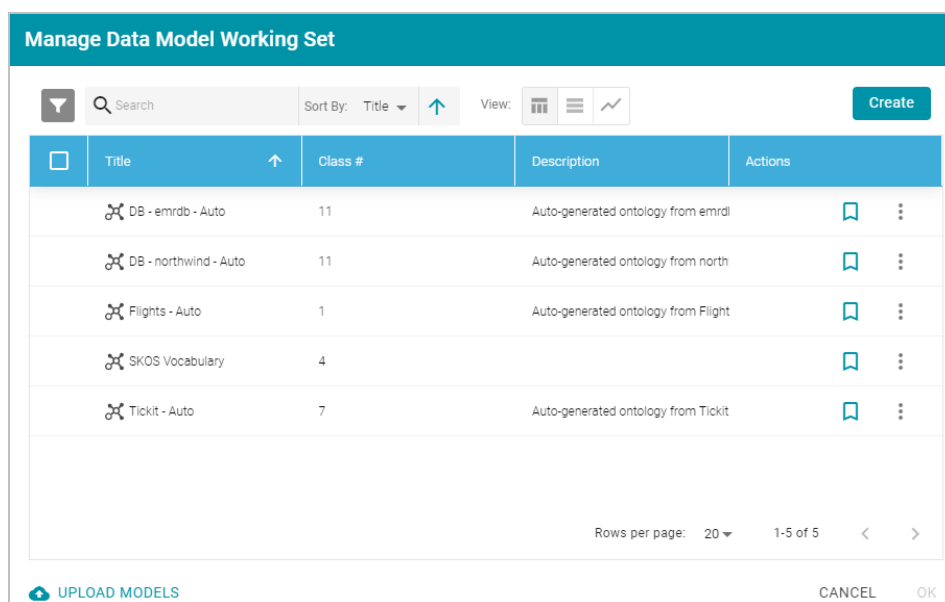 Manage Data Model Working Set
Search Sort By: Title View: Create
Title Class # Description Actions
DB - emrdb - Auto 11 Auto-generated ontology from emrdl
DB - northwind - Auto 11 Auto-generated ontology from north
Flights - Auto 1 Auto-generated ontology from Flight
SKOS Vocabulary 4
Tickit - Auto 7 Auto-generated ontology from Tickit
Rows per page: 20 1-5 of 5
UPLOAD MODELS CANCEL OK